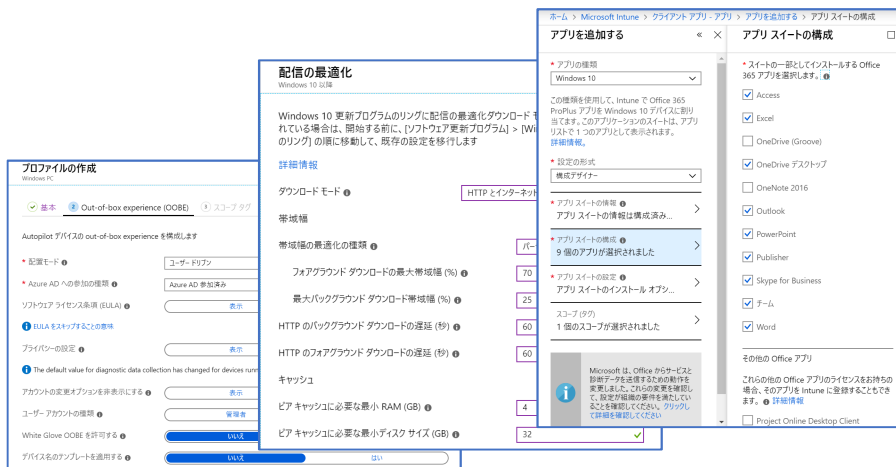 プロファイルの作成
Windows PC
基本
2 Out-of-box experience (OOBE)
3 スコープ タグ
Autopilot デバイスの out-of-box experience を構成します
* 配置モード
ユーザー ドリブン
* Azure AD への参加の種類
Azure AD 参加済み
ソフトウェア ライセンス条項 (EULA)
表示
EULA をスキップすることの意味
プライバシーの設定
表示
The default value for diagnostic data collection has changed for devices runn
アカウントの変更オプションを非表示にする
表示
ユーザー アカウントの種類
管理者
White Glove OOBE を許可する
いいえ
デバイス名のテンプレートを適用する
いいえ
はい
配信の最適化
Windows 10 以降
Windows 10 更新プログラムのリングに配信の最適化ダウンロード モ
れている場合は、開始する前に、[ソフトウェア更新プログラム] > [Wi
のリング] の順に移動して、既存の設定を移行します
詳細情報
ダウンロード モード
HTTP とインターネット
帯域幅
帯域幅の最適化の種類
パー
フォアグラウンド ダウンロードの最大帯域幅 (%)
70
最大バックグラウンド ダウンロード帯域幅 (%)
25
HTTP のバックグラウンド ダウンロードの遅延 (秒)
60
HTTP のフォアグラウンド ダウンロードの遅延 (秒)
60
キャッシュ
ピア キャッシュに必要な最小 RAM (GB)
4
ピア キャッシュに必要な最小ディスク サイズ (GB)
32
ホーム > Microsoft Intune > クライアント アプリ - アプリ > アプリを追加する > アプリ スイートの構成
アプリを追加する
* アプリの種類
Windows 10
この種類を使用して、Intune で Office 365
ProPlus アプリを Windows 10 デバイスに割り
当てます。このアプリケーションのスイートは、アプリ
リストで 1 つのアプリとして表示されます。
詳細情報。
* 設定の形式
構成デザイナー
* アプリ スイートの情報
アプリ スイートの情報は構成済み...
* アプリ スイートの構成
9 個のアプリが選択されました
* アプリ スイートの設定
アプリ スイートのインストール オプシ...
スコープ (タグ)
1 個のスコープが選択されました
Microsoft は、Office からサービスと
診断データを送信するための動作を
変更しました。これらの変更を確認し
て、設定が組織の要件を満たしてい
ることを確認してください。クリックし
て詳細を確認してください
アプリ スイートの構成
* スイートの一部としてインストールする Office
365 アプリを選択します。
Access
Excel
OneDrive (Groove)
OneDrive デスクトップ
OneNote 2016
Outlook
PowerPoint
Publisher
Skype for Business
チーム
Word
その他の Office アプリ
これらの他の Office アプリのライセンスをお持ちの
場合、そのアプリを Intune に登録することもでき
ます。 詳細情報
Project Online Desktop Client